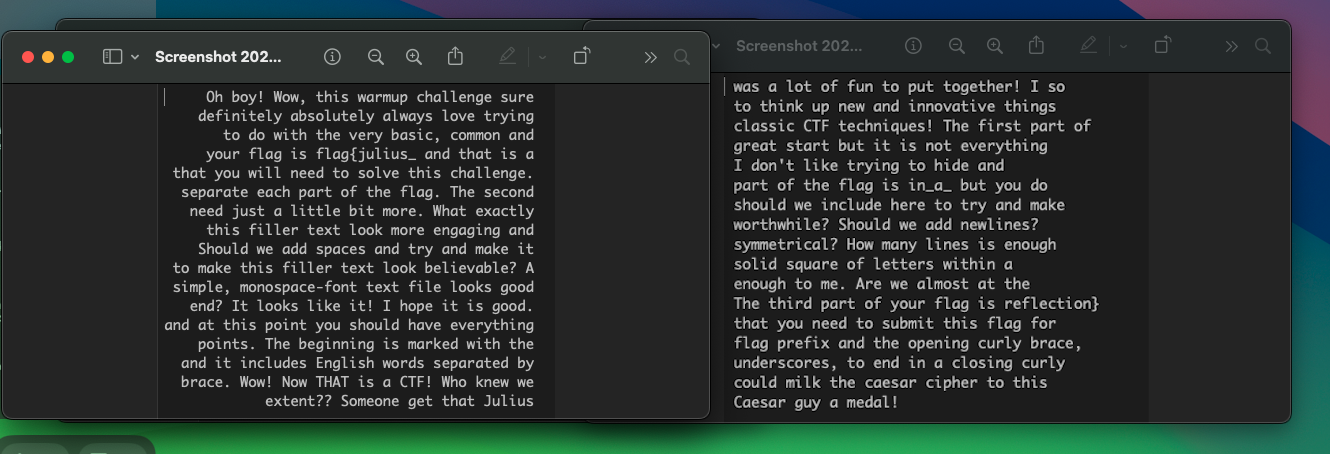 Screenshot 202...
Oh boy! Wow, this warmup challenge sure
definitely absolutely always love trying
to do with the very basic, common and
your flag is flag{julius_ and that is a
that you will need to solve this challenge.
separate each part of the flag. The second
need just a little bit more. What exactly
this filler text look more engaging and
Should we add spaces and try and make it
to make this filler text look believable? A
simple, monospace-font text file looks good
end? It looks like it! I hope it is good.
and at this point you should have everything
points. The beginning is marked with the
and it includes English words separated by
brace. Wow! Now THAT is a CTF! Who knew we
extent?? Someone get that Julius
Screenshot 202...
was a lot of fun to put together! I so
to think up new and innovative things
classic CTF techniques! The first part of
great start but it is not everything
I don't like trying to hide and
part of the flag is in_a_ but you do
should we include here to try and make
worthwhile? Should we add newlines?
symmetrical? How many lines is enough
solid square of letters within a
enough to me. Are we almost at the
The third part of your flag is reflection}
that you need to submit this flag for
flag prefix and the opening curly brace,
underscores, to end in a closing curly
could milk the caesar cipher to this
Caesar guy a medal!